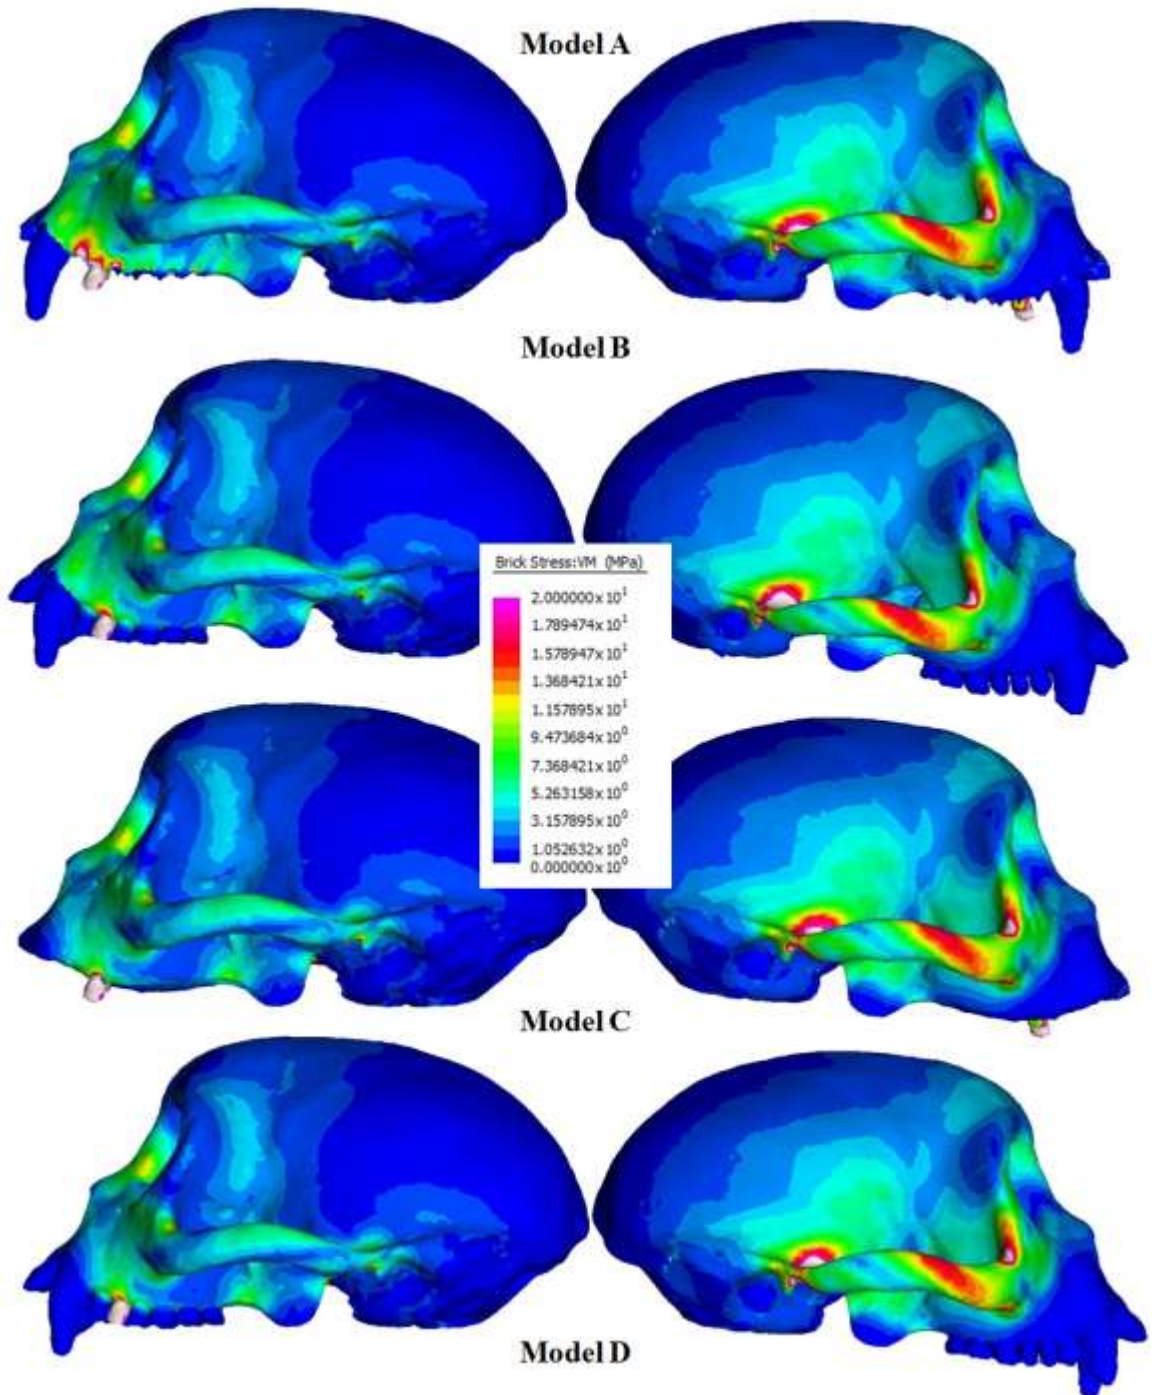 Model A
Model B
Brick Stress:VM (MPa)
2.000000x10¹
1.789474x10¹
1.578947x10¹
1.368421x10¹
1.157895x10¹
9.473684x10⁰
7.368421x10⁰
5.263158x10⁰
3.157895x10⁰
1.052632x10⁰
0.000000x10⁰
Model C
Model D